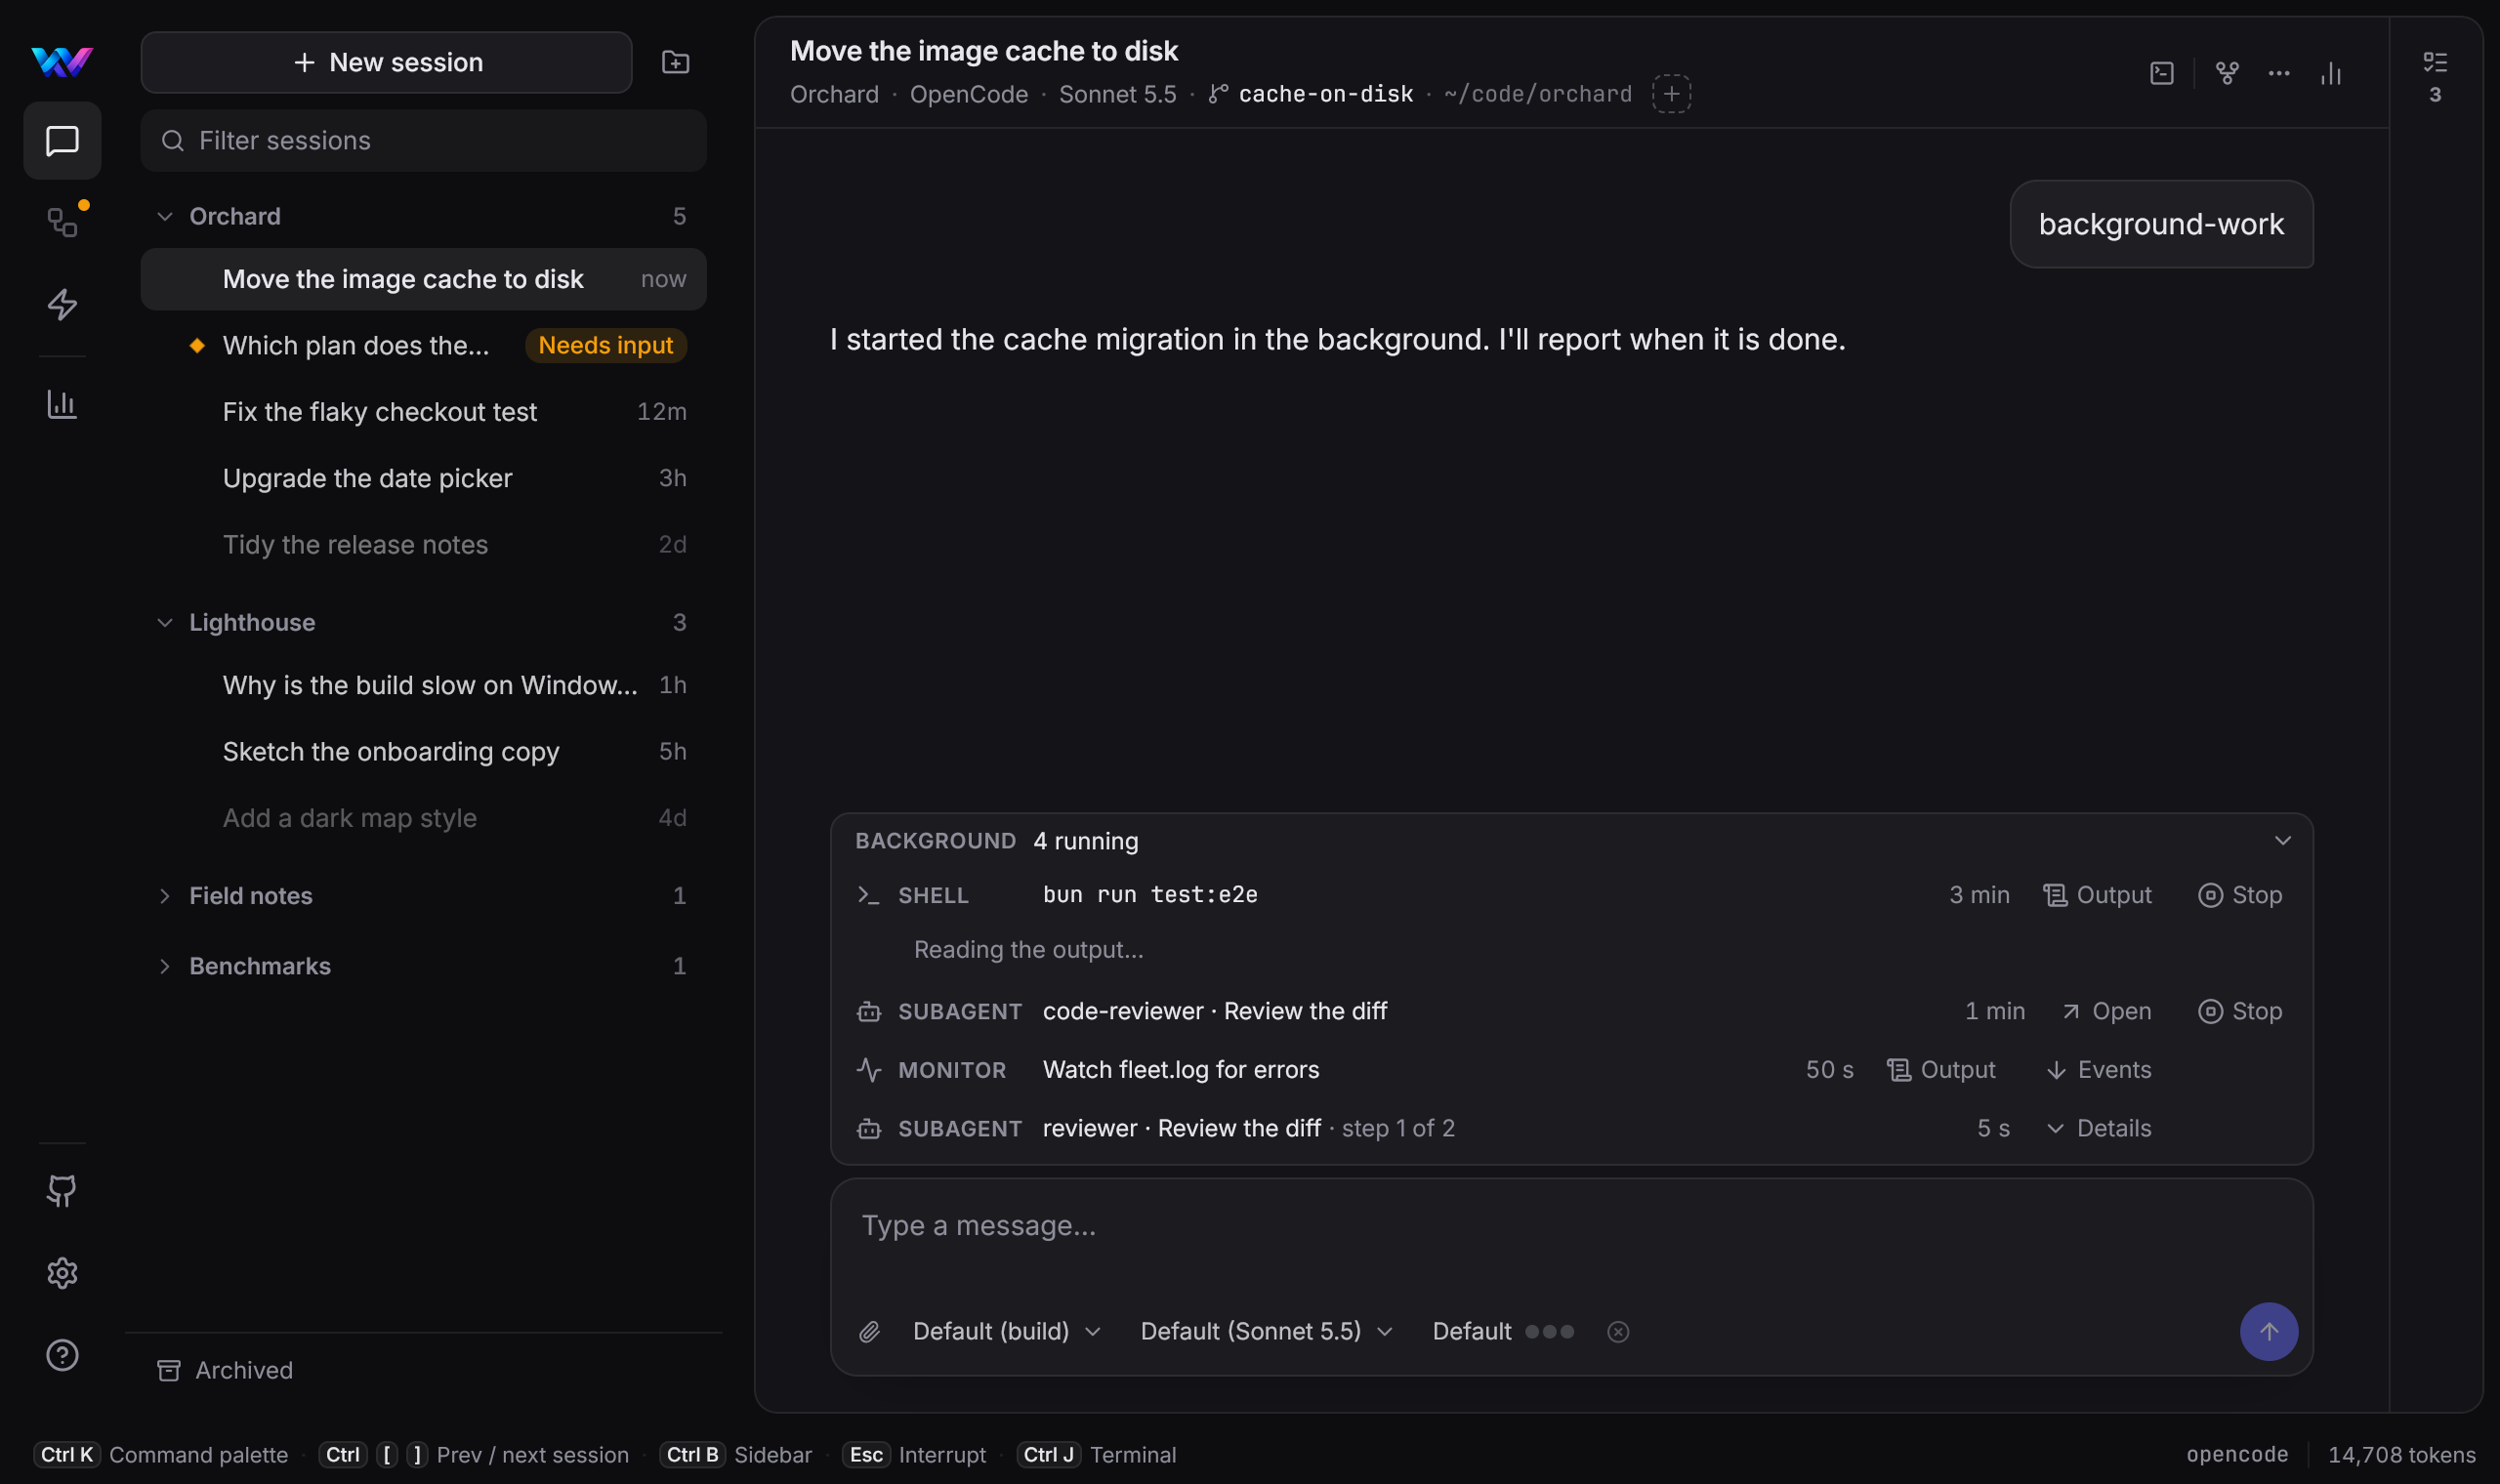 New session
Filter sessions
Orchard 5
Move the image cache to disk now
Which plan does the... Needs input
Fix the flaky checkout test 12m
Upgrade the date picker 3h
Tidy the release notes 2d
Lighthouse 3
Why is the build slow on Window... 1h
Sketch the onboarding copy 5h
Add a dark map style 4d
Field notes 1
Benchmarks 1
Archived
Move the image cache to disk
Orchard · OpenCode · Sonnet 5.5 · cache-on-disk · ~/code/orchard
3
background-work
I started the cache migration in the background. I'll report when it is done.
BACKGROUND 4 running
SHELL bun run test:e2e 3 min Output Stop
Reading the output...
SUBAGENT code-reviewer · Review the diff 1 min Open Stop
MONITOR Watch fleet.log for errors 50 s Output Events
SUBAGENT reviewer · Review the diff · step 1 of 2 5 s Details
Type a message...
Default (build) Default (Sonnet 5.5) Default
Ctrl K Command palette · Ctrl [ ] Prev / next session · Ctrl B Sidebar · Esc Interrupt · Ctrl J Terminal
opencode 14,708 tokens